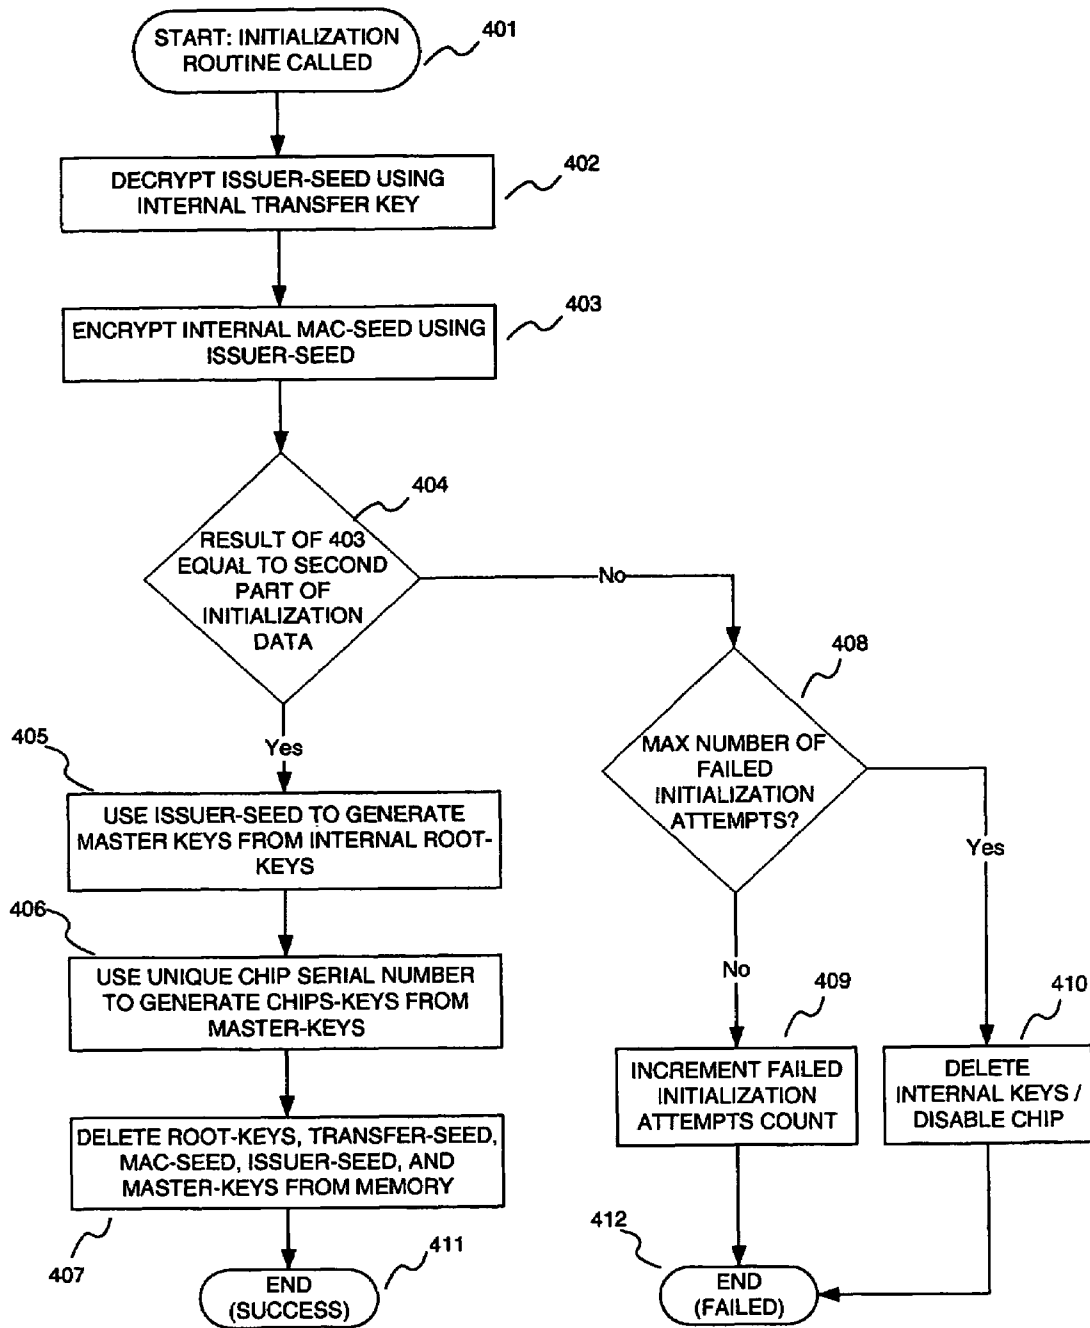 START: INITIALIZATION
ROUTINE CALLED
401
DECRYPT ISSUER-SEED USING
INTERNAL TRANSFER KEY
402
ENCRYPT INTERNAL MAC-SEED USING
ISSUER-SEED
403
404
RESULT OF 403
EQUAL TO SECOND
PART OF
INITIALIZATION
DATA
No
Yes
408
MAX NUMBER OF
FAILED
INITIALIZATION
ATTEMPTS?
Yes
No
405
USE ISSUER-SEED TO GENERATE
MASTER KEYS FROM INTERNAL ROOT-
KEYS
406
USE UNIQUE CHIP SERIAL NUMBER
TO GENERATE CHIPS-KEYS FROM
MASTER-KEYS
409
INCREMENT FAILED
INITIALIZATION
ATTEMPTS COUNT
410
DELETE
INTERNAL KEYS /
DISABLE CHIP
DELETE ROOT-KEYS, TRANSFER-SEED,
MAC-SEED, ISSUER-SEED, AND
MASTER-KEYS FROM MEMORY
407
411
END
(SUCCESS)
412
END
(FAILED)